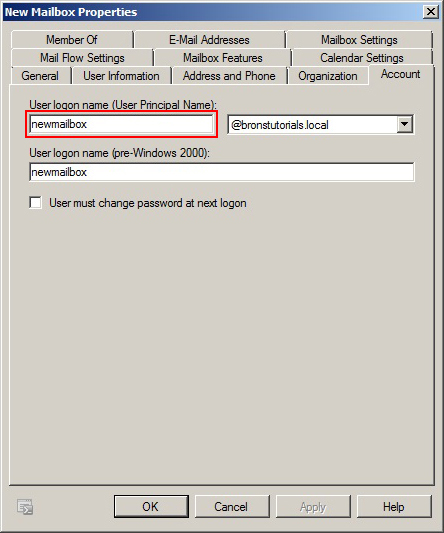 New Mailbox Properties
Member Of E-Mail Addresses Mailbox Settings
Mail Flow Settings Mailbox Features Calendar Settings
General User Information Address and Phone Organization Account
User logon name (User Principal Name):
newmailbox @bronstutorials.local
User logon name (pre-Windows 2000):
newmailbox
User must change password at next logon
OK Cancel Apply Help